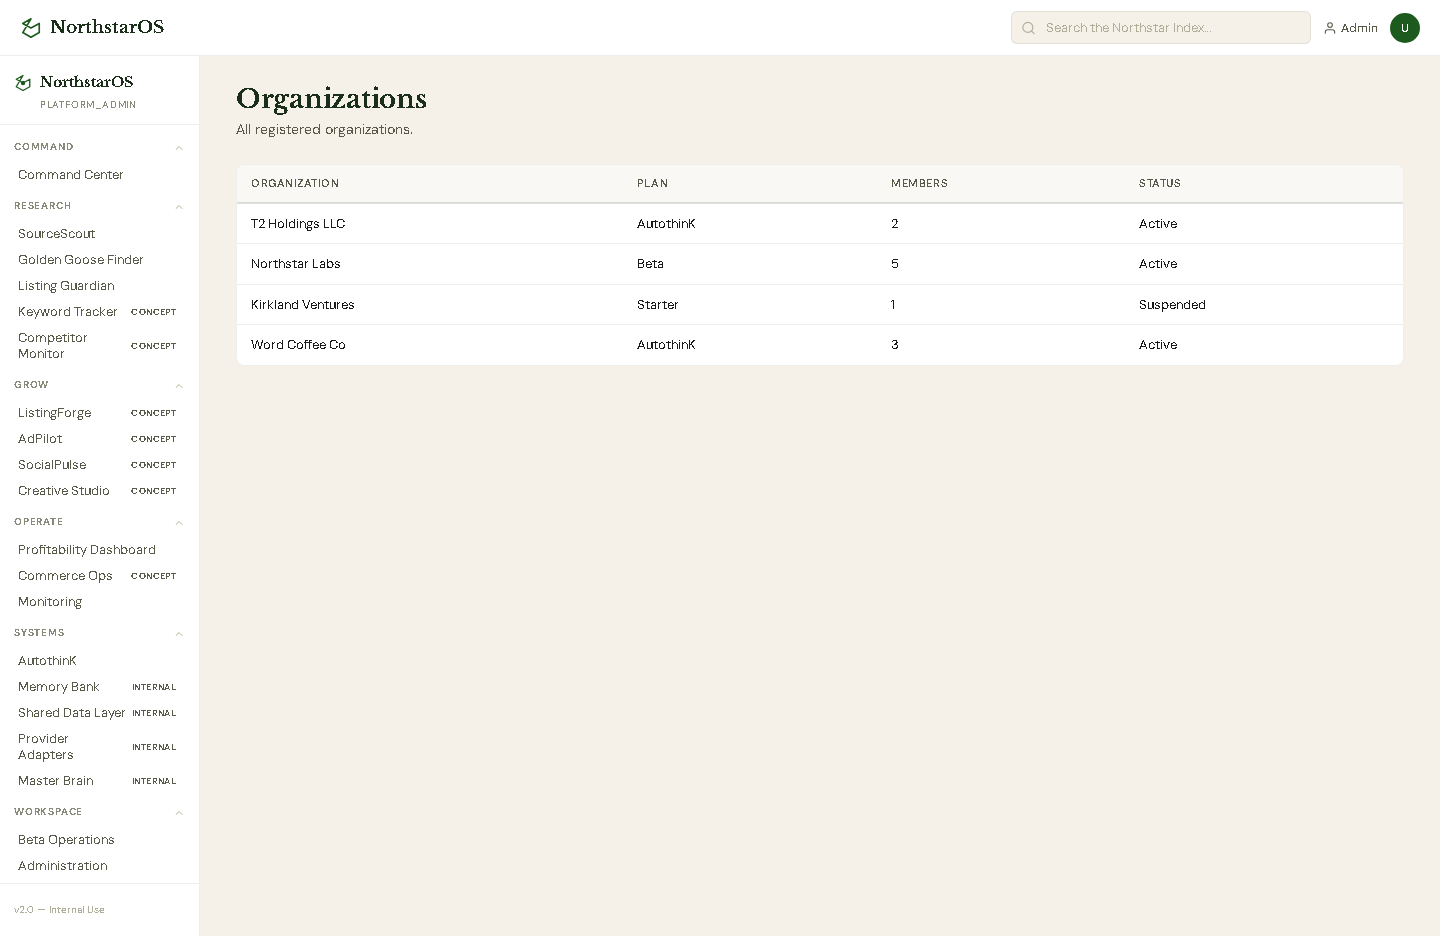 NorthstarOS
Search the Northstar Index...
Admin
U
NorthstarOS
PLATFORM_ADMIN
COMMAND
Command Center
RESEARCH
SourceScout
Golden Goose Finder
Listing Guardian
Keyword Tracker CONCEPT
Competitor
Monitor
CONCEPT
GROW
ListingForge CONCEPT
AdPilot CONCEPT
SocialPulse CONCEPT
Creative Studio CONCEPT
OPERATE
Profitability Dashboard
Commerce Ops CONCEPT
Monitoring
SYSTEMS
AutothinK
Memory Bank INTERNAL
Shared Data Layer INTERNAL
Provider
Adapters
INTERNAL
Master Brain INTERNAL
WORKSPACE
Beta Operations
Administration
v2.0 — Internal Use
Organizations
All registered organizations.
ORGANIZATION PLAN MEMBERS STATUS
T2 Holdings LLC AutothinK 2 Active
Northstar Labs Beta 5 Active
Kirkland Ventures Starter 1 Suspended
Word Coffee Co AutothinK 3 Active